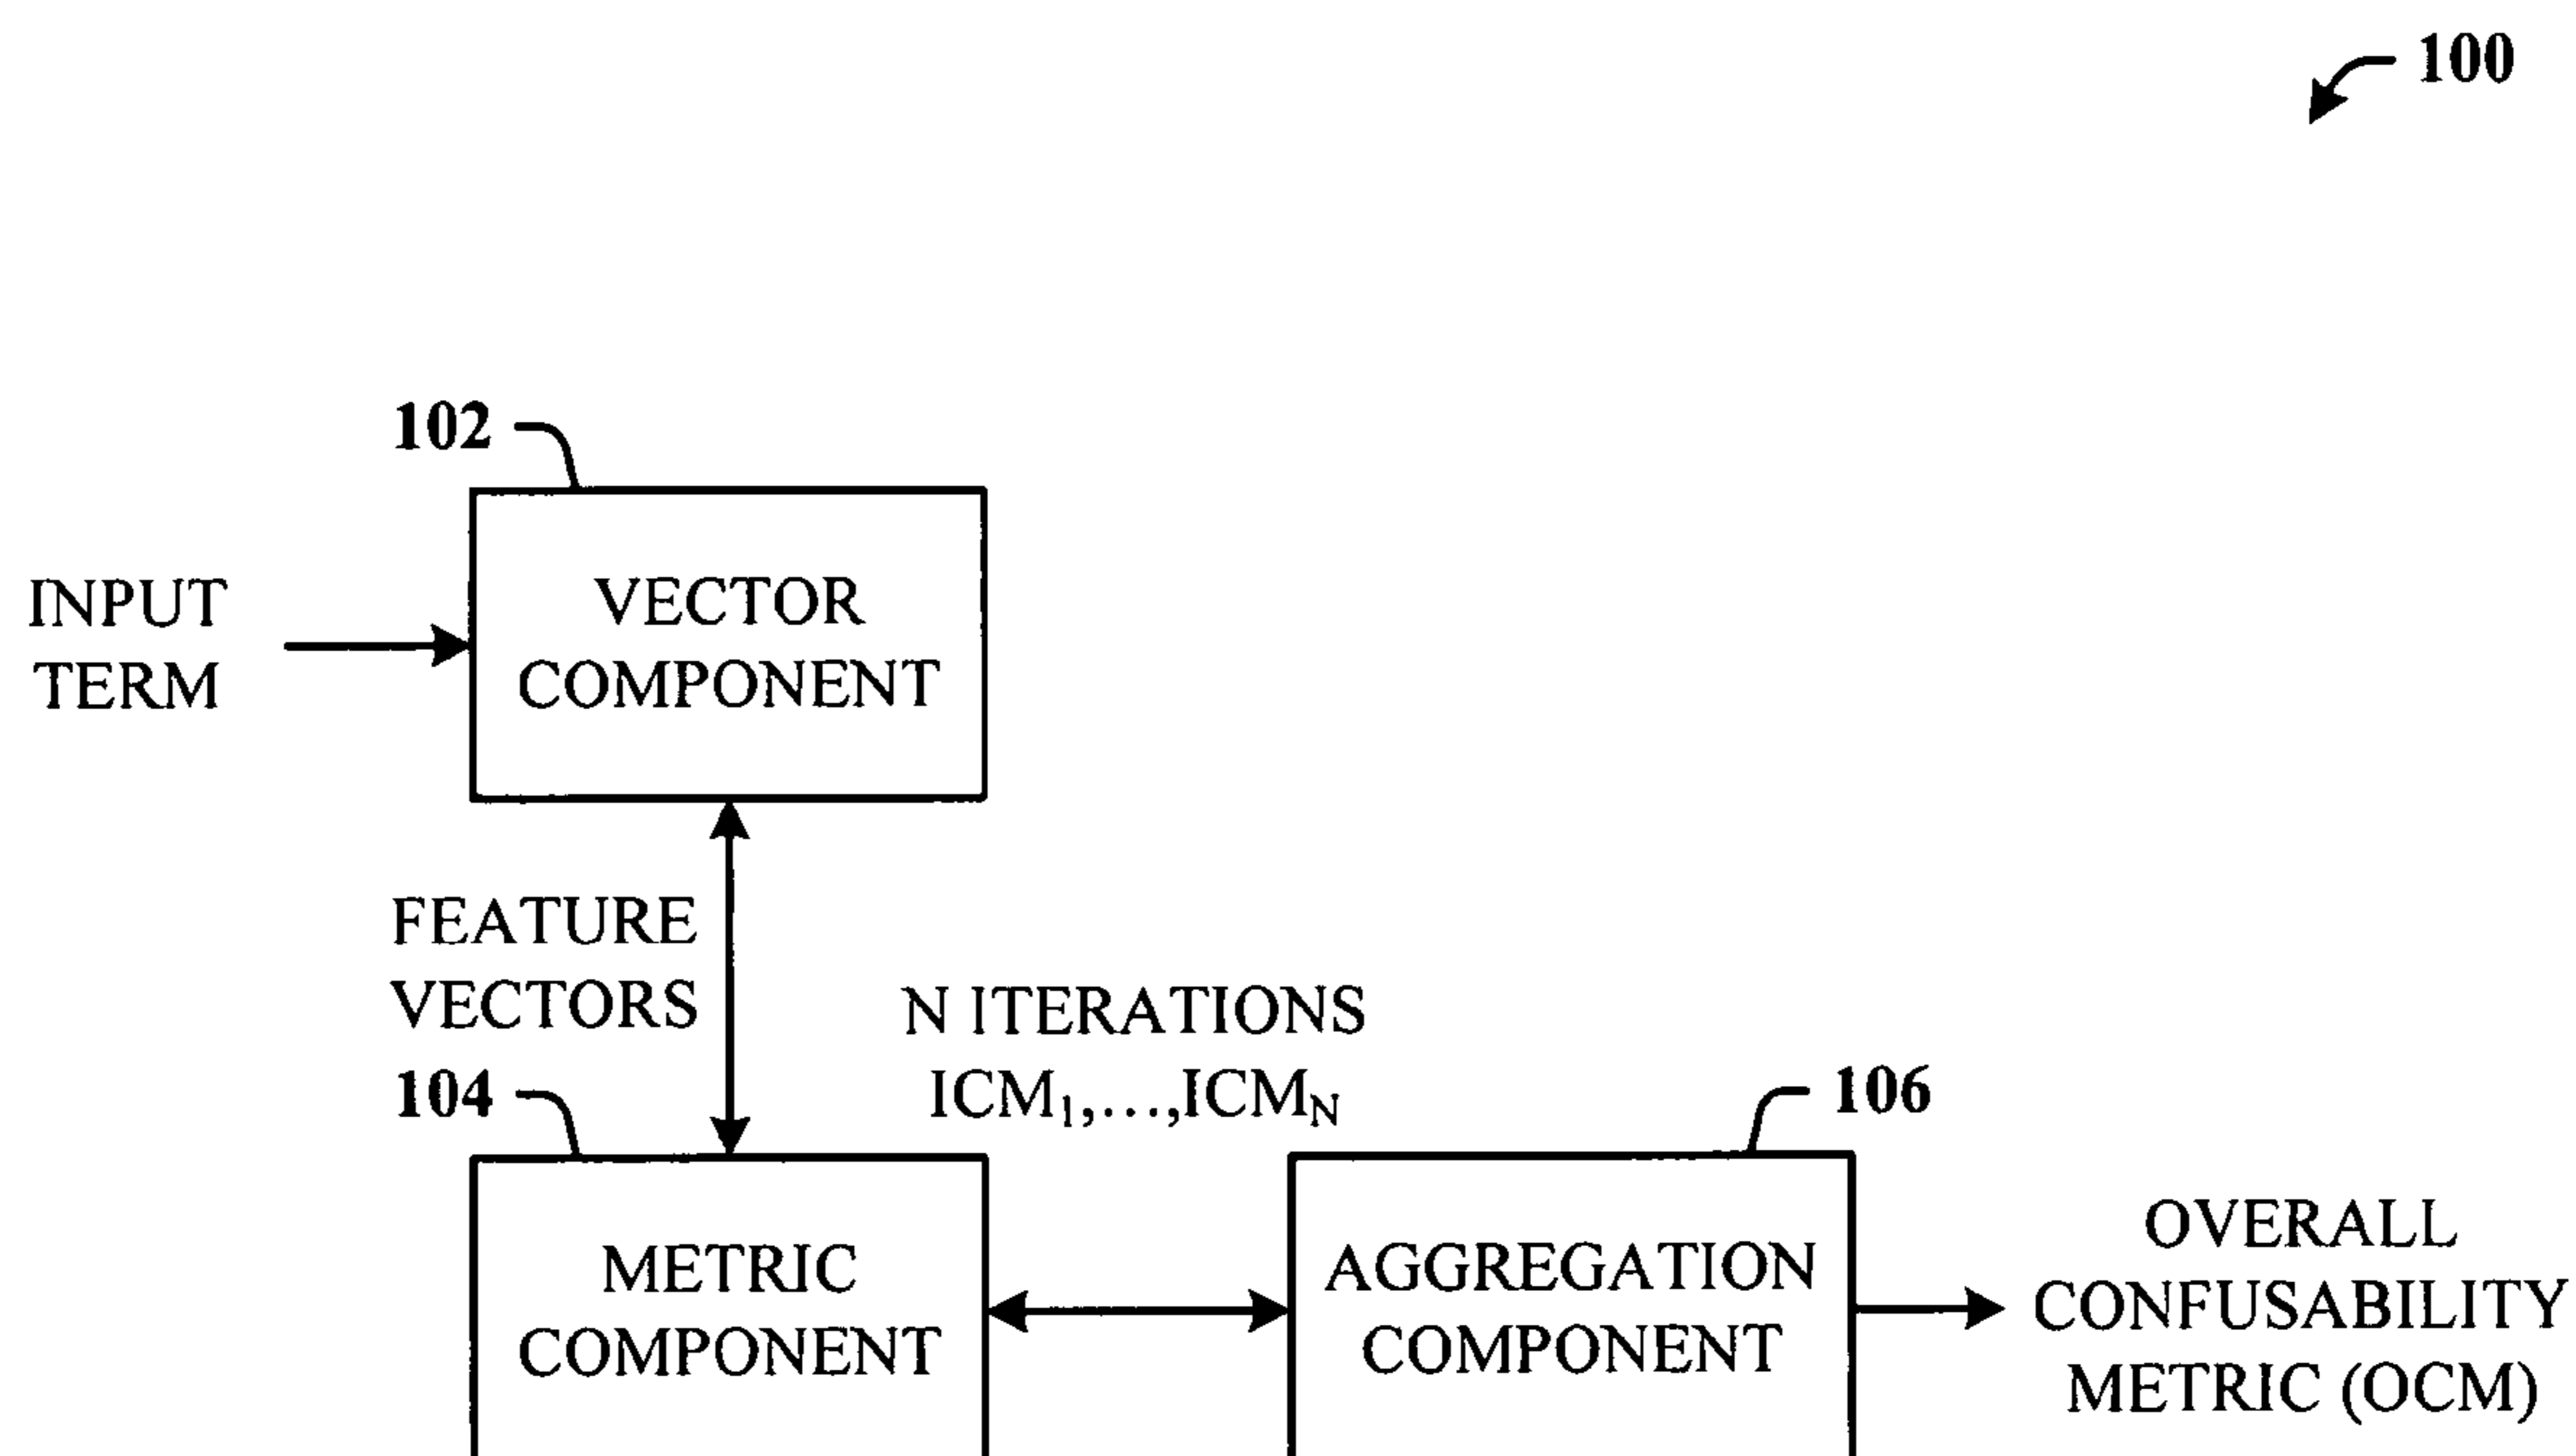 100
102
INPUT
TERM
VECTOR
COMPONENT
FEATURE
VECTORS
N ITERATIONS
ICM₁,...,ICMN
104
106
METRIC
COMPONENT
AGGREGATION
COMPONENT
OVERALL
CONFUSABILITY
METRIC (OCM)